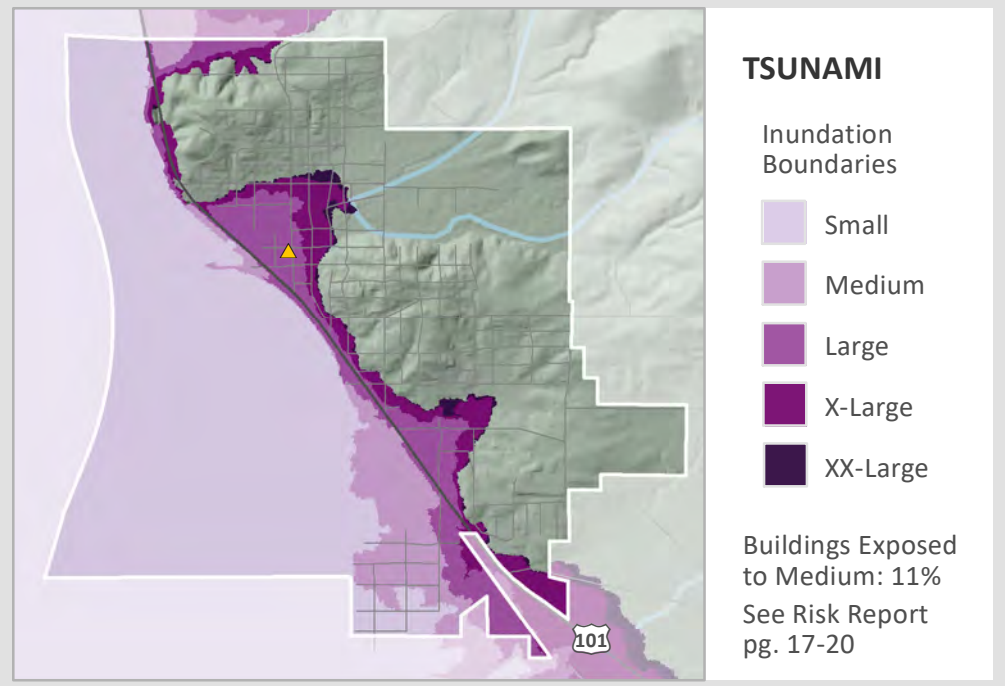 TSUNAMI
Inundation
Boundaries
Small
Medium
Large
X-Large
XX-Large
Buildings Exposed
to Medium: 11%
See Risk Report
pg. 17-20
101